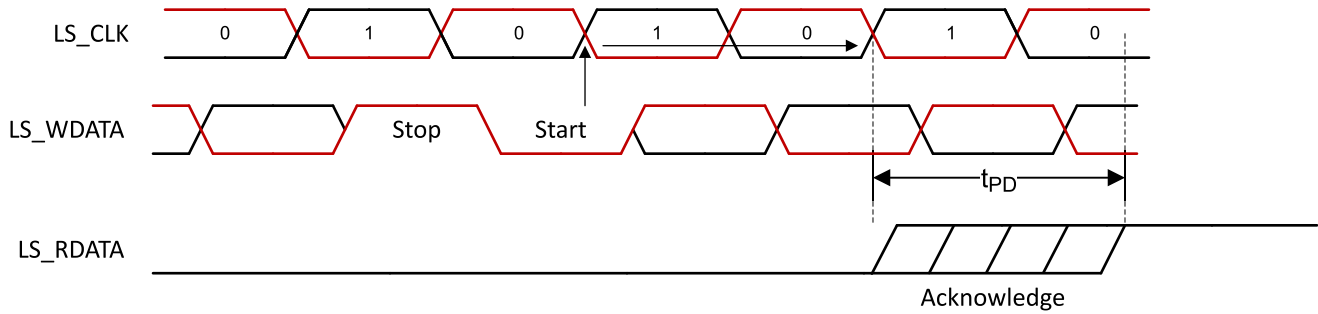 LS_CLK 0 1 0 1 0 1 0
LS_WDATA Stop Start
tPD
LS_RDATA
Acknowledge